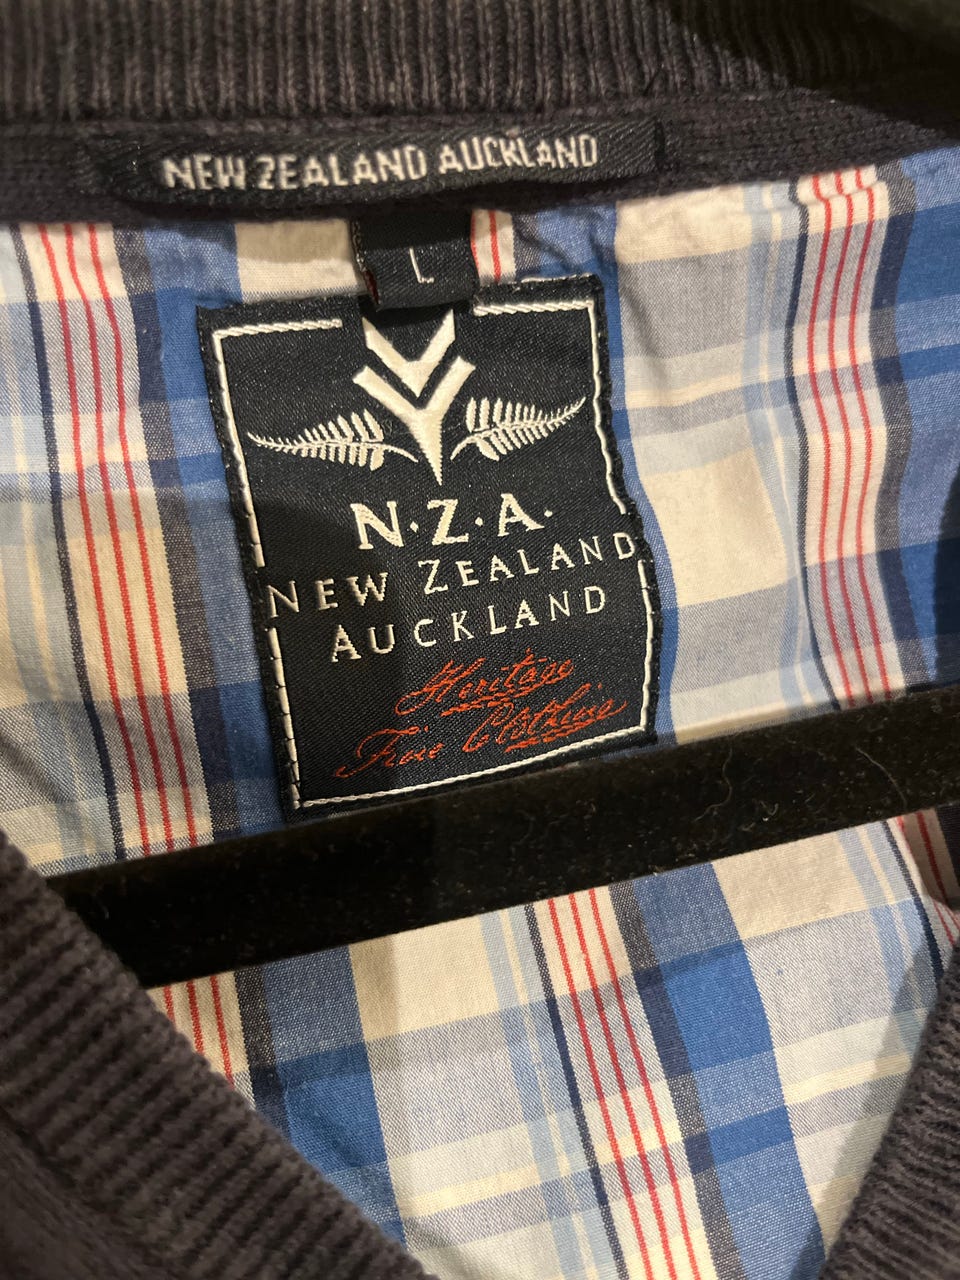 NEW ZEALAND AUCKLAND
L
N·Z·A·
NEW ZEALAND
AUCKLAND
Heritage
Fine Clothing